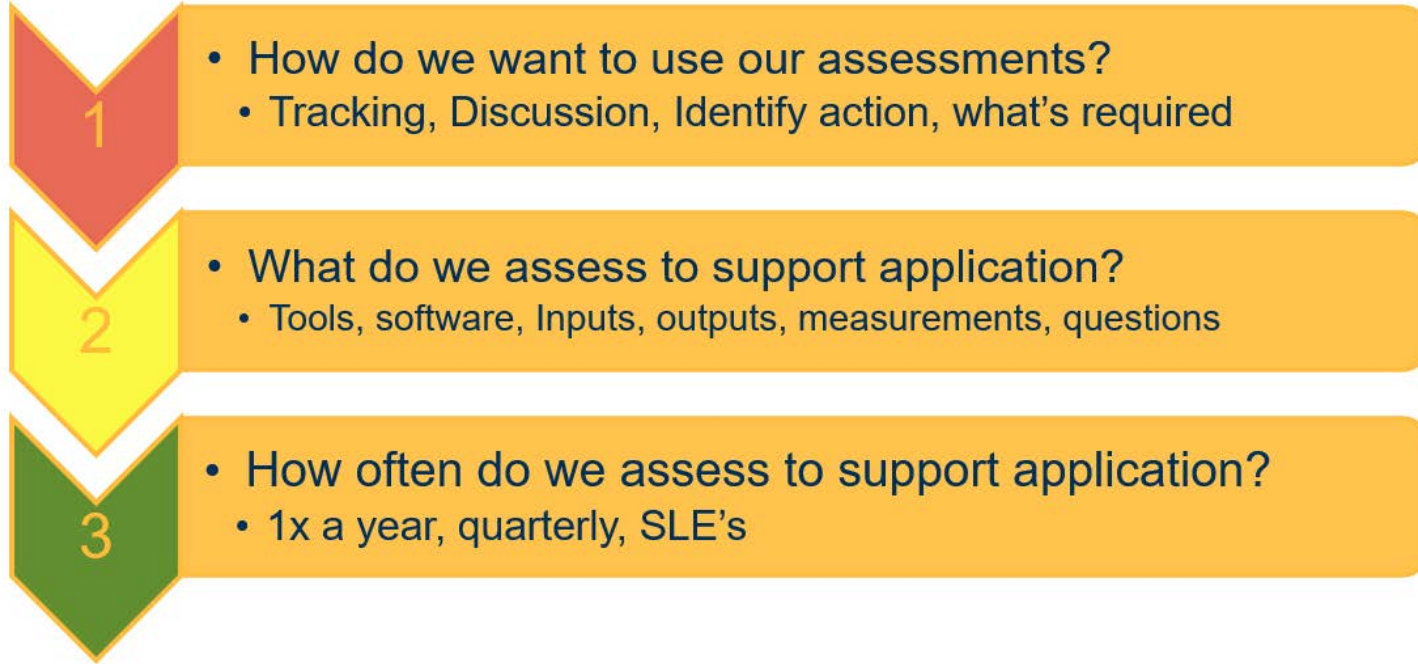 1
• How do we want to use our assessments?
• Tracking, Discussion, Identify action, what's required
2
• What do we assess to support application?
• Tools, software, Inputs, outputs, measurements, questions
3
• How often do we assess to support application?
• 1x a year, quarterly, SLE's